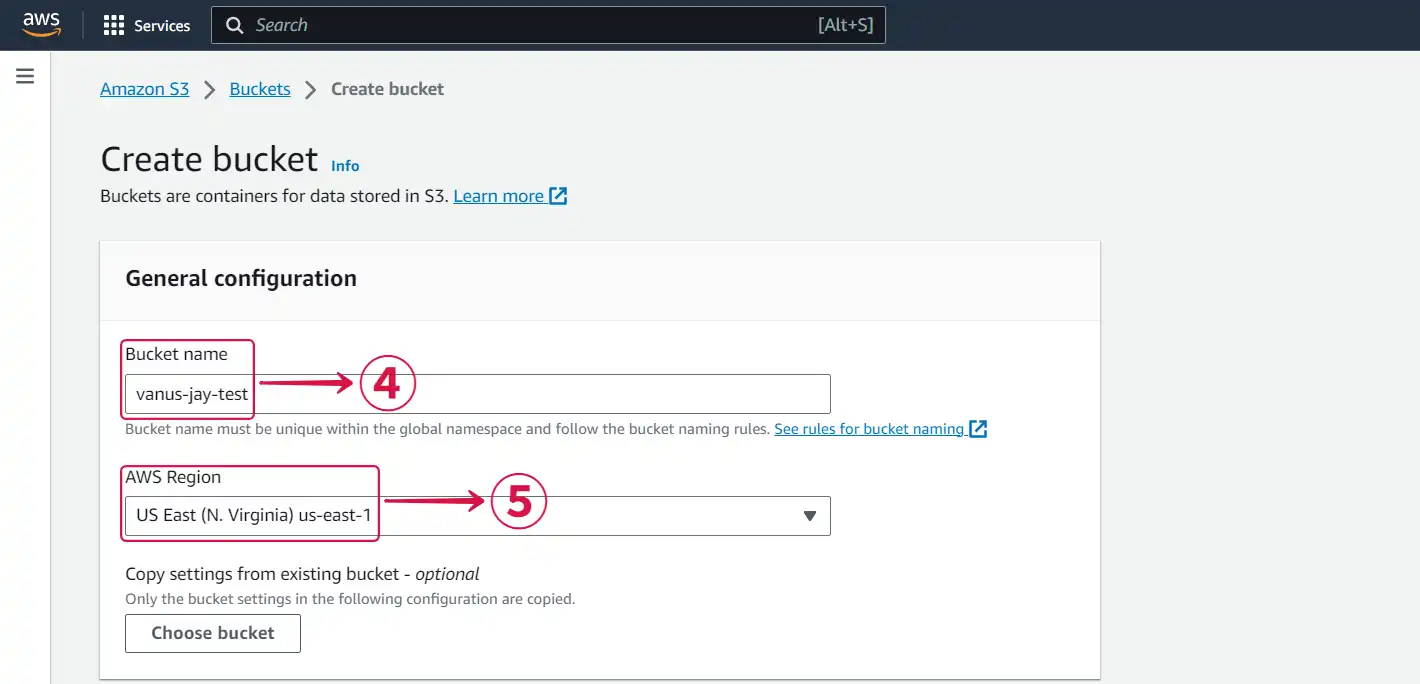 aws Services Search [Alt+S]
Amazon S3 Buckets Create bucket
Create bucket Info
Buckets are containers for data stored in S3. Learn more
General configuration
Bucket name
vanus-jay-test
4
Bucket name must be unique within the global namespace and follow the bucket naming rules. See rules for bucket naming
AWS Region
US East (N. Virginia) us-east-1
5
Copy settings from existing bucket - optional
Only the bucket settings in the following configuration are copied.
Choose bucket